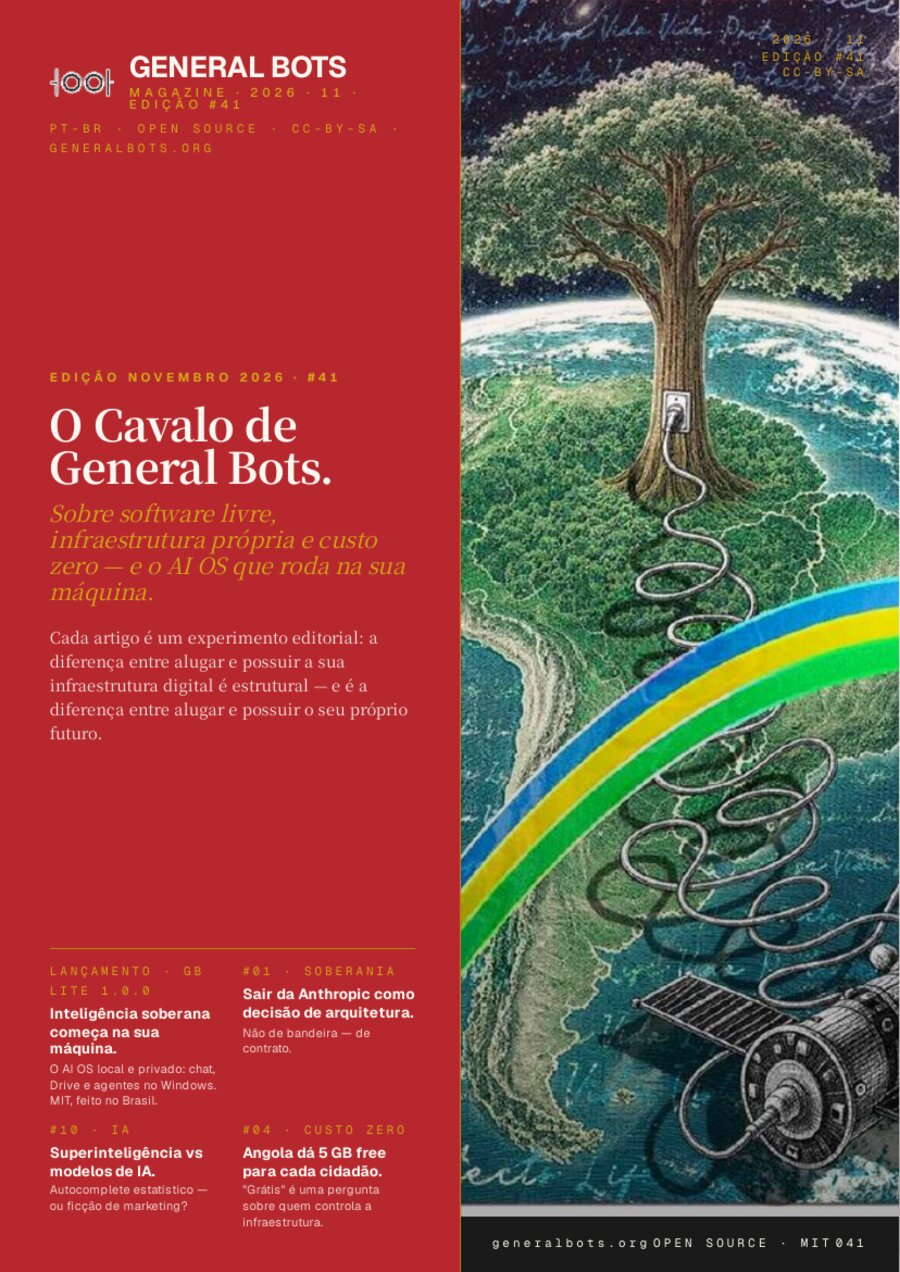 GENERAL BOTS
MAGAZINE · 2026 · 11 ·
EDIÇÃO #41
PT-BR · OPEN SOURCE · CC-BY-SA ·
GENERALBOTS.ORG
EDIÇÃO NOVEMBRO 2026 · #41
O Cavalo de
General Bots.
Sobre software livre,
infraestrutura própria e custo
zero — e o AI OS que roda na sua
máquina.
Cada artigo é um experimento editorial: a
diferença entre alugar e possuir a sua
infraestrutura digital é estrutural — e é a
diferença entre alugar e possuir o seu próprio
futuro.
LANÇAMENTO · GB
LITE 1.0.0
Inteligência soberana
começa na sua
máquina.
O AI OS local e privado: chat,
Drive e agentes no Windows.
MIT, feito no Brasil.
#01 · SOBERANIA
Sair da Anthropic como
decisão de arquitetura.
Não de bandeira — de
contrato.
#10 · IA
Superinteligência vs
modelos de IA.
Autocomplete estatístico —
ou ficção de marketing?
#04 · CUSTO ZERO
Angola dá 5 GB free
para cada cidadão.
"Grátis" é uma pergunta
sobre quem controla a
infraestrutura.
Protege Vida Vida
2026 · 11
EDIÇÃO #41
CC-BY-SA
generalbots.org OPEN SOURCE · MIT 041